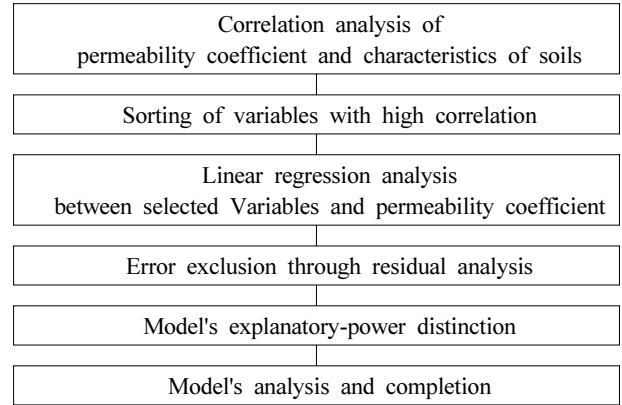 Correlation analysis of
permeability coefficient and characteristics of soils
Sorting of variables with high correlation
Linear regression analysis
between selected Variables and permeability coefficient
Error exclusion through residual analysis
Model's explanatory-power distinction
Model's analysis and completion